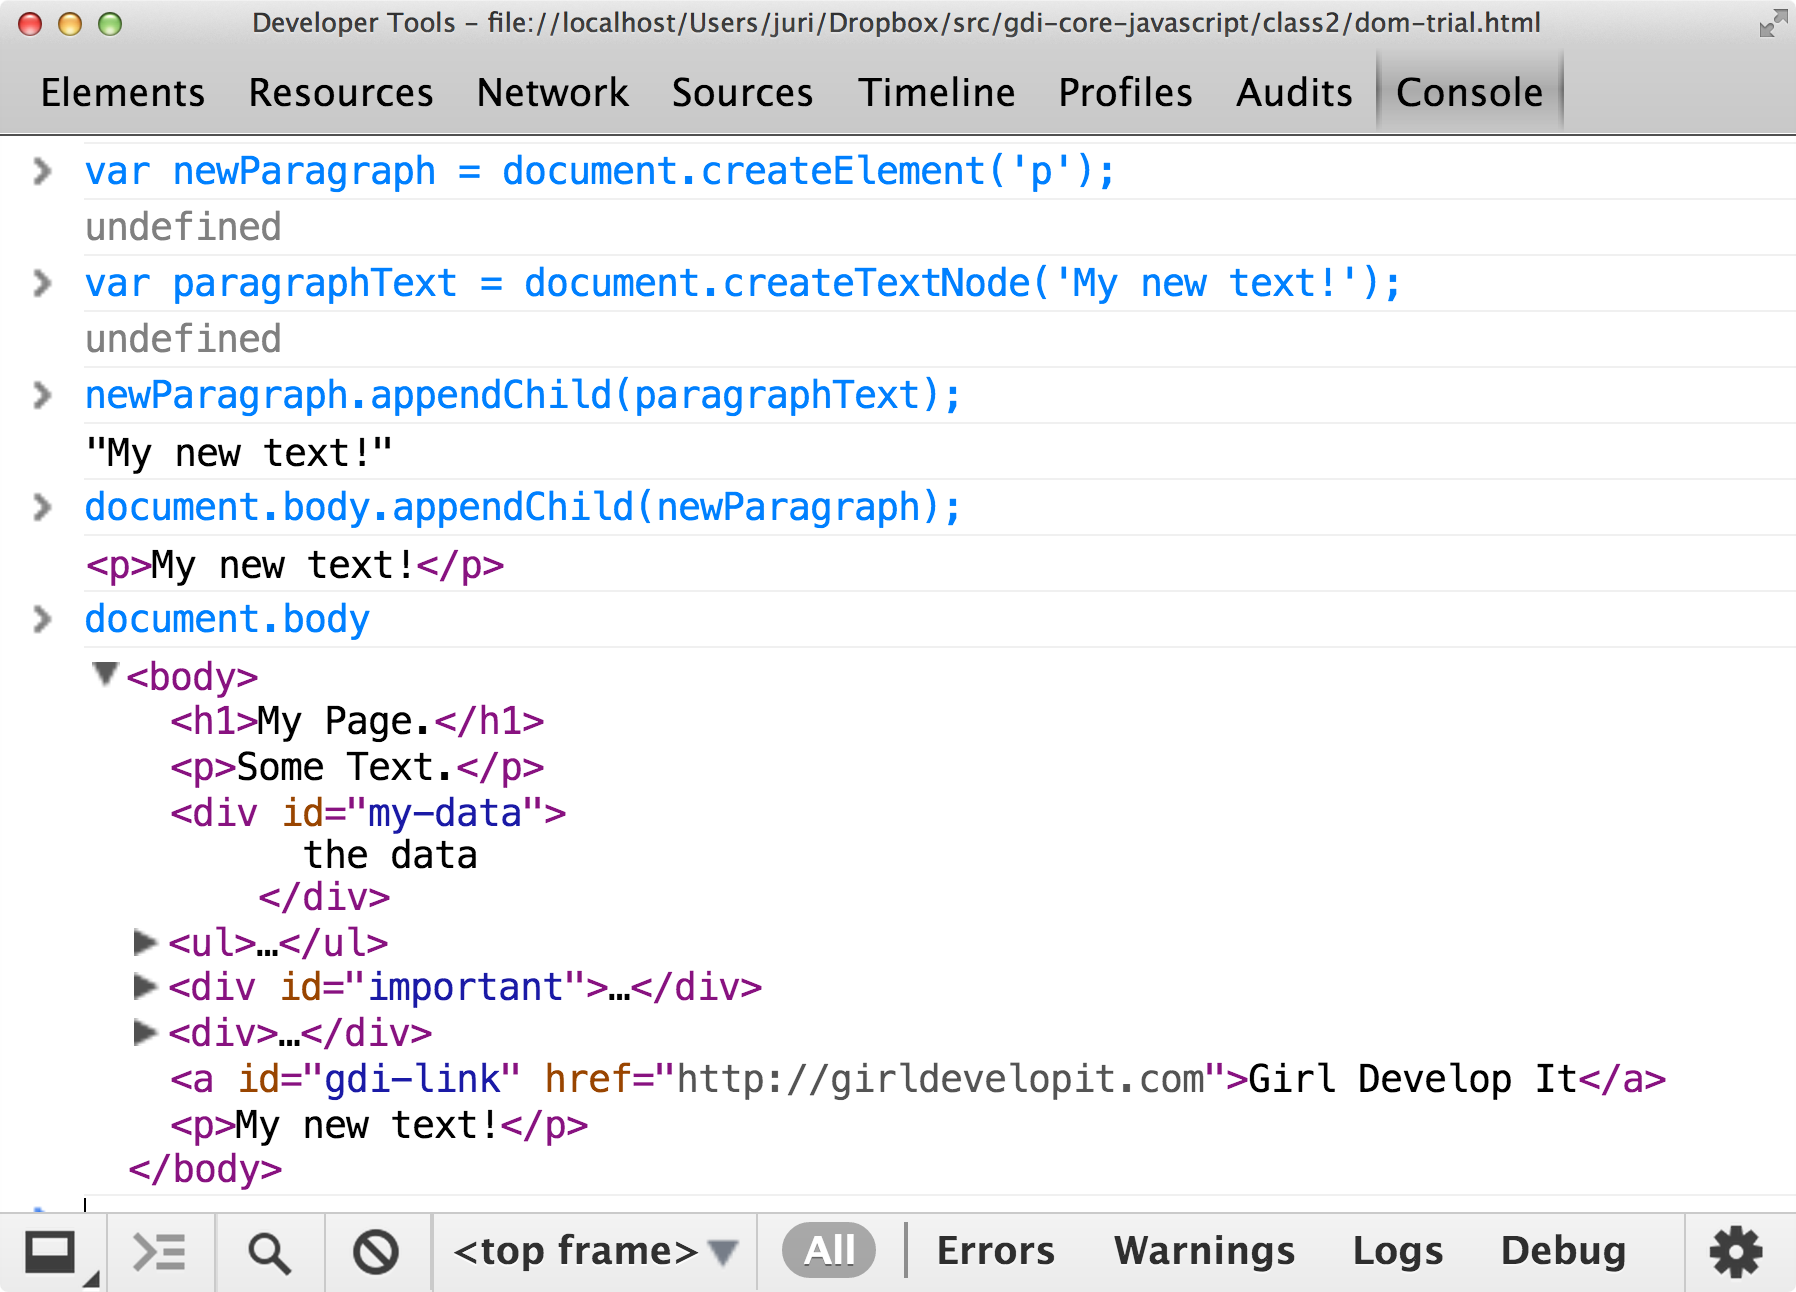 Developer Tools - file://localhost/Users/juri/Dropbox/src/gdi-core-javascript/class2/dom-trial.html
Elements Resources Network Sources Timeline Profiles Audits Console
var newParagraph = document.createElement('p');
undefined
var paragraphText = document.createTextNode('My new text!');
undefined
newParagraph.appendChild(paragraphText);
"My new text!"
document.body.appendChild(newParagraph);
<p>My new text!</p>
document.body
<body>
<h1>My Page.</h1>
<p>Some Text.</p>
<div id="my-data">
the data
</div>
<ul>…</ul>
<div id="important">…</div>
<div>…</div>
<a id="gdi-link" href="http://girldevelopit.com">Girl Develop It</a>
<p>My new text!</p>
</body>
<top frame> All Errors Warnings Logs Debug